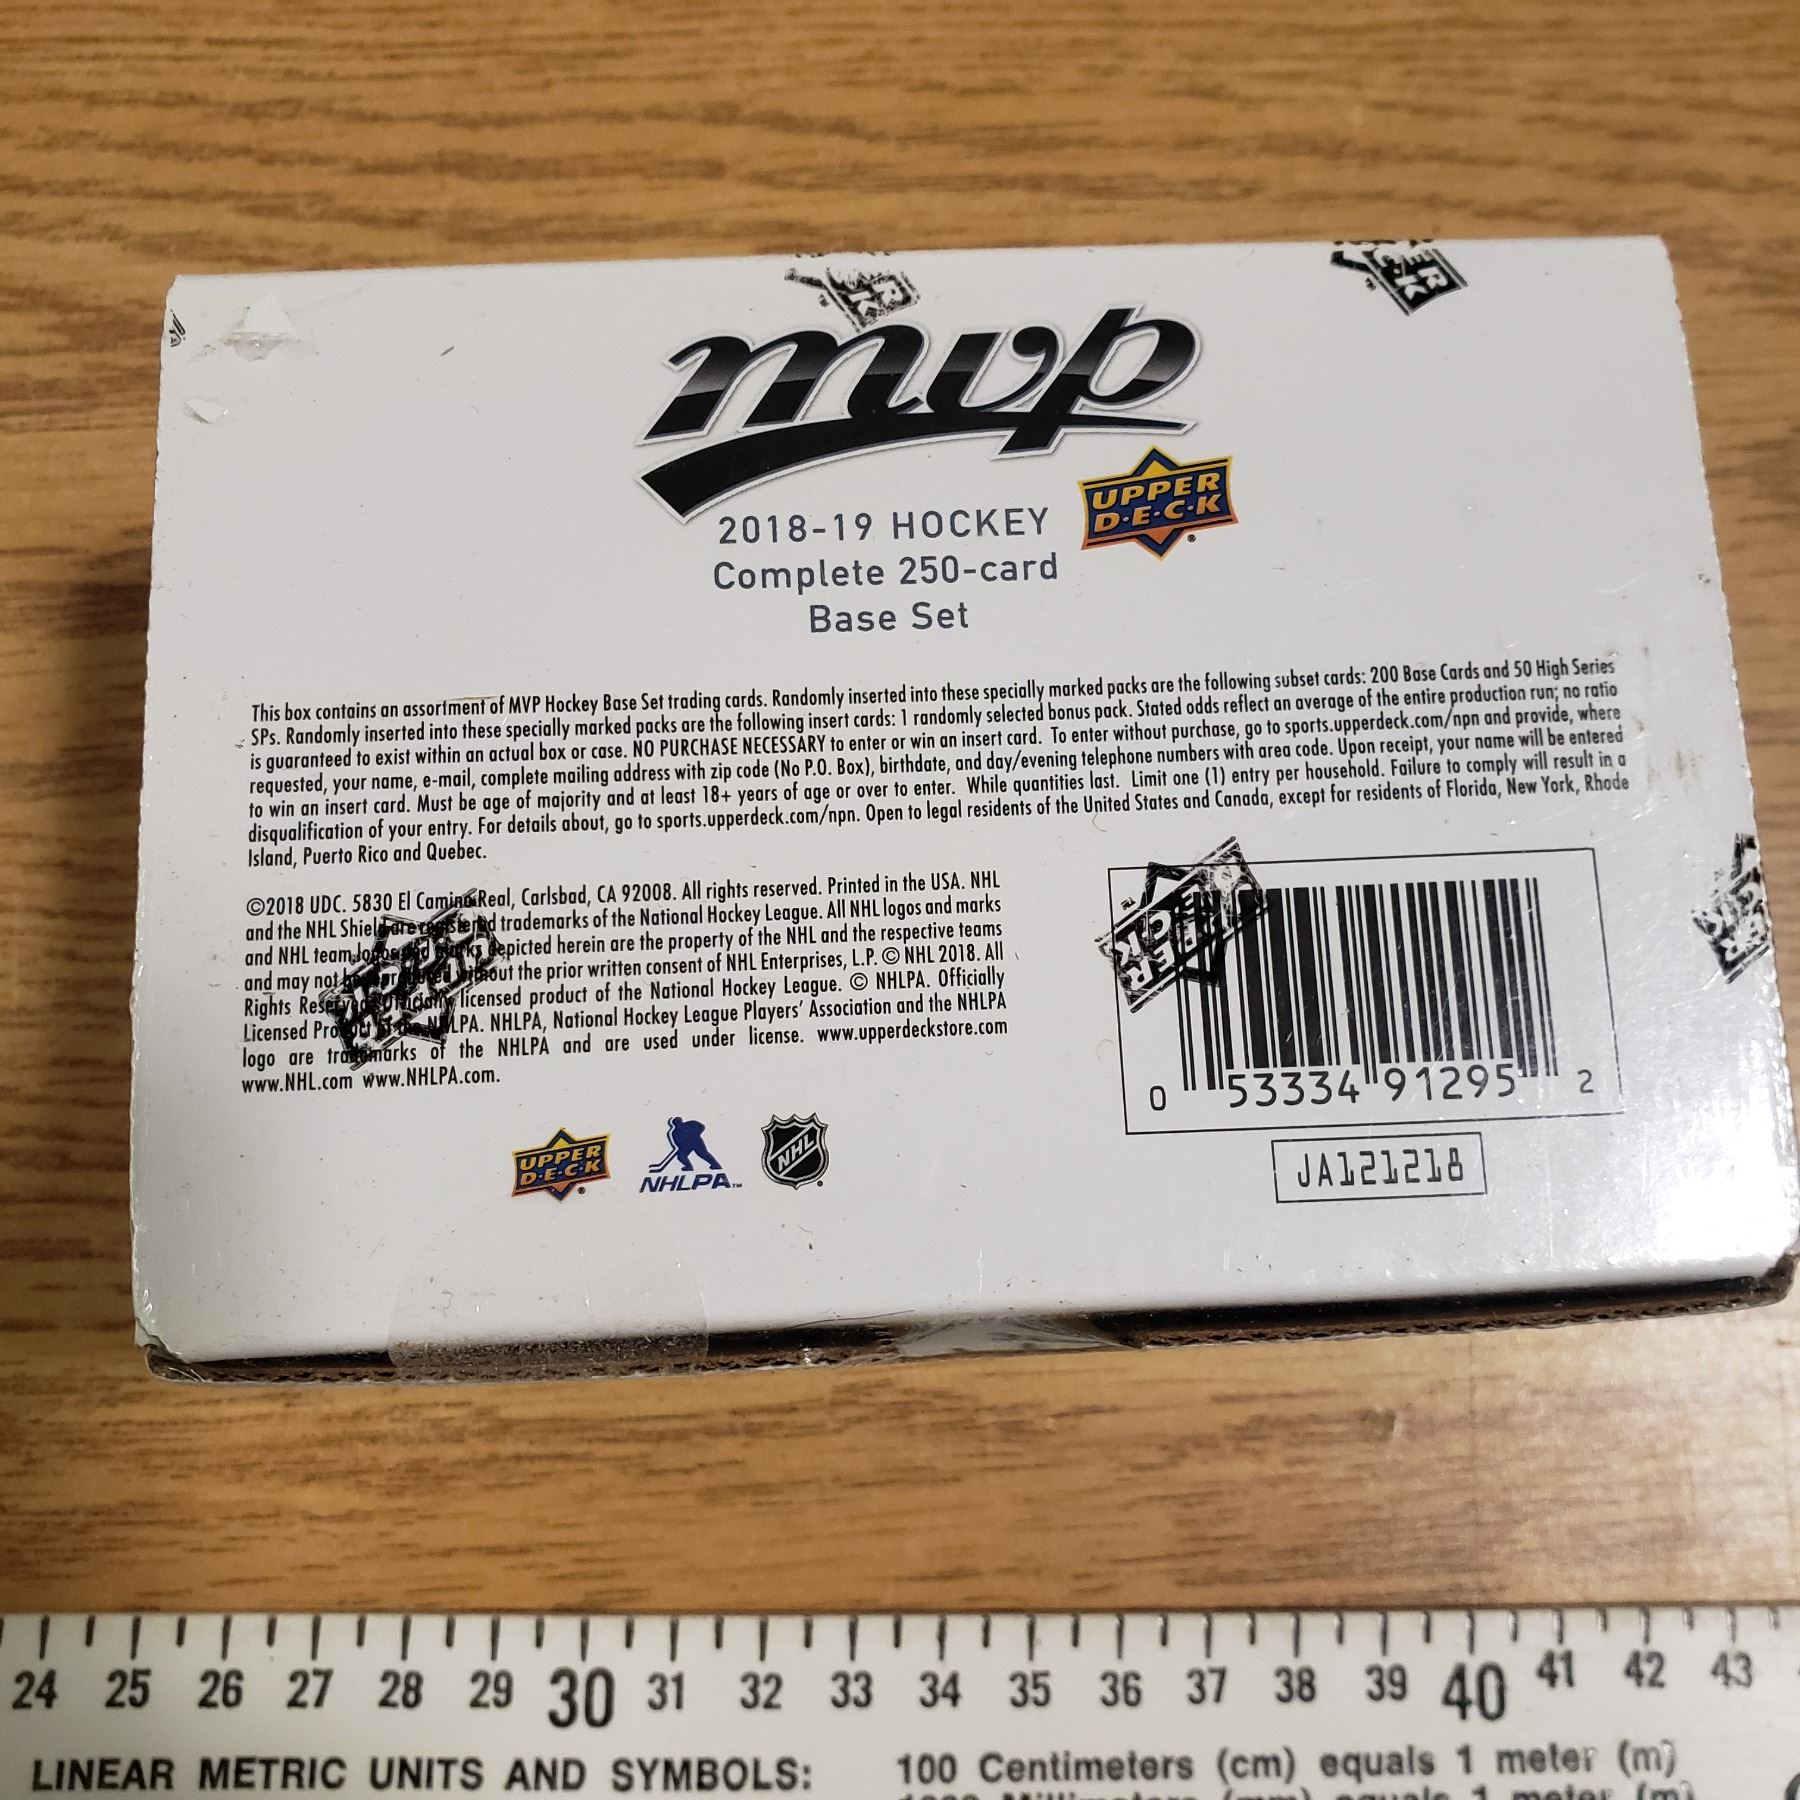 mvp
UPPER
D·E·C·K
2018-19 HOCKEY
Complete 250-card
Base Set
This box contains an assortment of MVP Hockey Base Set trading cards. Randomly inserted into these specially marked packs are the following subset cards: 200 Base Cards and 50 High Series
SPs. Randomly inserted into these specially marked packs are the following insert cards: 1 randomly selected bonus pack. Stated odds reflect an average of the entire production run; no ratio
is guaranteed to exist within an actual box or case. NO PURCHASE NECESSARY to enter or win an insert card. To enter without purchase, go to sports.upperdeck.com/npn and provide, where
requested, your name, e-mail, complete mailing address with zip code (No P.O. Box), birthdate, and day/evening telephone numbers with area code. Upon receipt, your name will be entered
to win an insert card. Must be age of majority and at least 18+ years of age or over to enter. While quantities last. Limit one (1) entry per household. Failure to comply will result in a
disqualification of your entry. For details about, go to sports.upperdeck.com/npn. Open to legal residents of the United States and Canada, except for residents of Florida, New York, Rhode
Island, Puerto Rico and Quebec.
©2018 UDC. 5830 El Camino Real, Carlsbad, CA 92008. All rights reserved. Printed in the USA. NHL
and the NHL Shield are registered trademarks of the National Hockey League. All NHL logos and marks
and NHL team logos and marks depicted herein are the property of the NHL and the respective teams
and may not be reproduced without the prior written consent of NHL Enterprises, L.P. © NHL 2018. All
Rights Reserved. Officially licensed product of the National Hockey League. © NHLPA. Officially
Licensed Product of the NHLPA. NHLPA, National Hockey League Players' Association and the NHLPA
logo are trademarks of the NHLPA and are used under license. www.upperdeckstore.com
www.NHL.com www.NHLPA.com.
UPPER
D·E·C·K
NHLPA™
NHL
0 53334 91295 2
JA121218
24 25 26 27 28 29 30 31 32 33 34 35 36 37 38 39 40 41 42 43
LINEAR METRIC UNITS AND SYMBOLS:
100 Centimeters (cm) equals 1 meter (m)